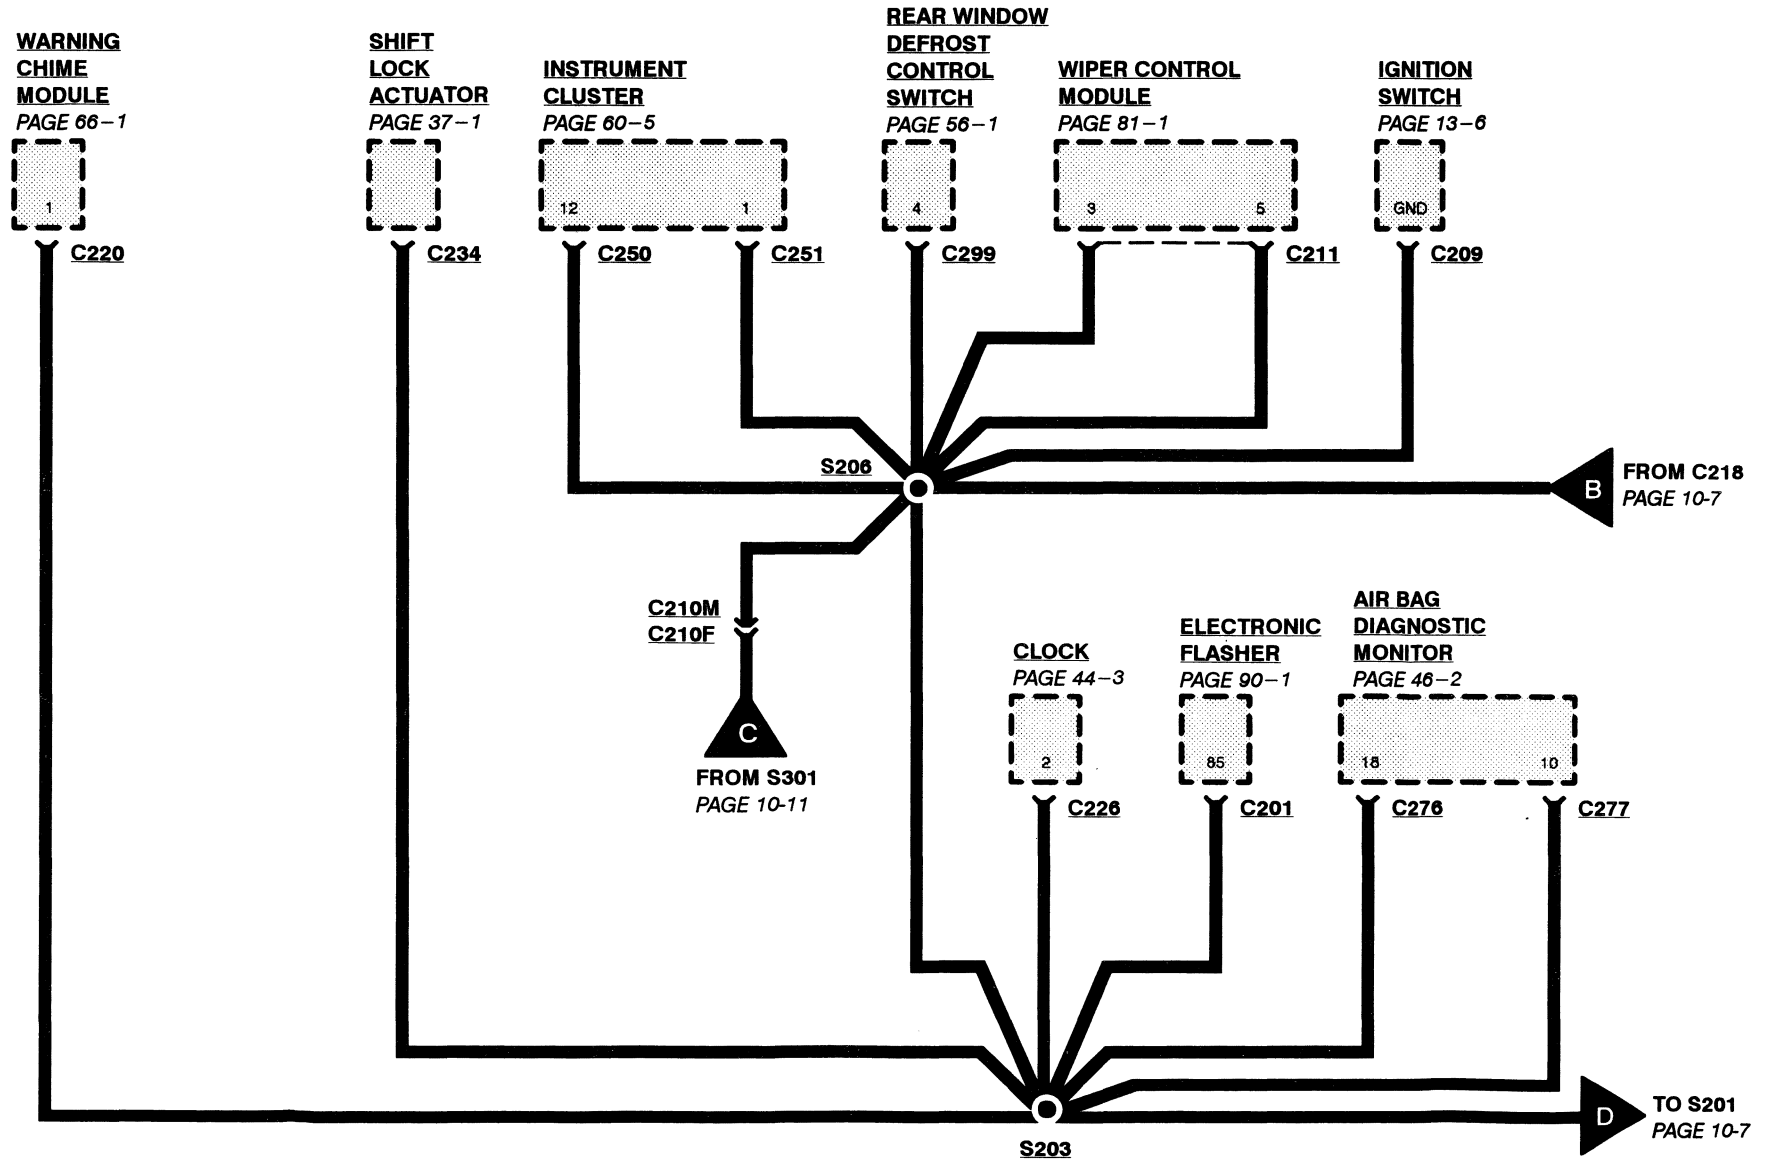 WARNING
CHIME
MODULE
PAGE 66-1
1
C220
SHIFT
LOCK
ACTUATOR
PAGE 37-1
C234
INSTRUMENT
CLUSTER
PAGE 60-5
12
1
C250
C251
REAR WINDOW
DEFROST
CONTROL
SWITCH
PAGE 56-1
4
C299
WIPER CONTROL
MODULE
PAGE 81-1
3
5
C211
IGNITION
SWITCH
PAGE 13-6
GND
C209
S206
B
FROM C218
PAGE 10-7
C210M
C210F
C
FROM S301
PAGE 10-11
CLOCK
PAGE 44-3
2
C226
ELECTRONIC
FLASHER
PAGE 90-1
85
C201
AIR BAG
DIAGNOSTIC
MONITOR
PAGE 46-2
18
10
C276
C277
D
TO S201
PAGE 10-7
S203